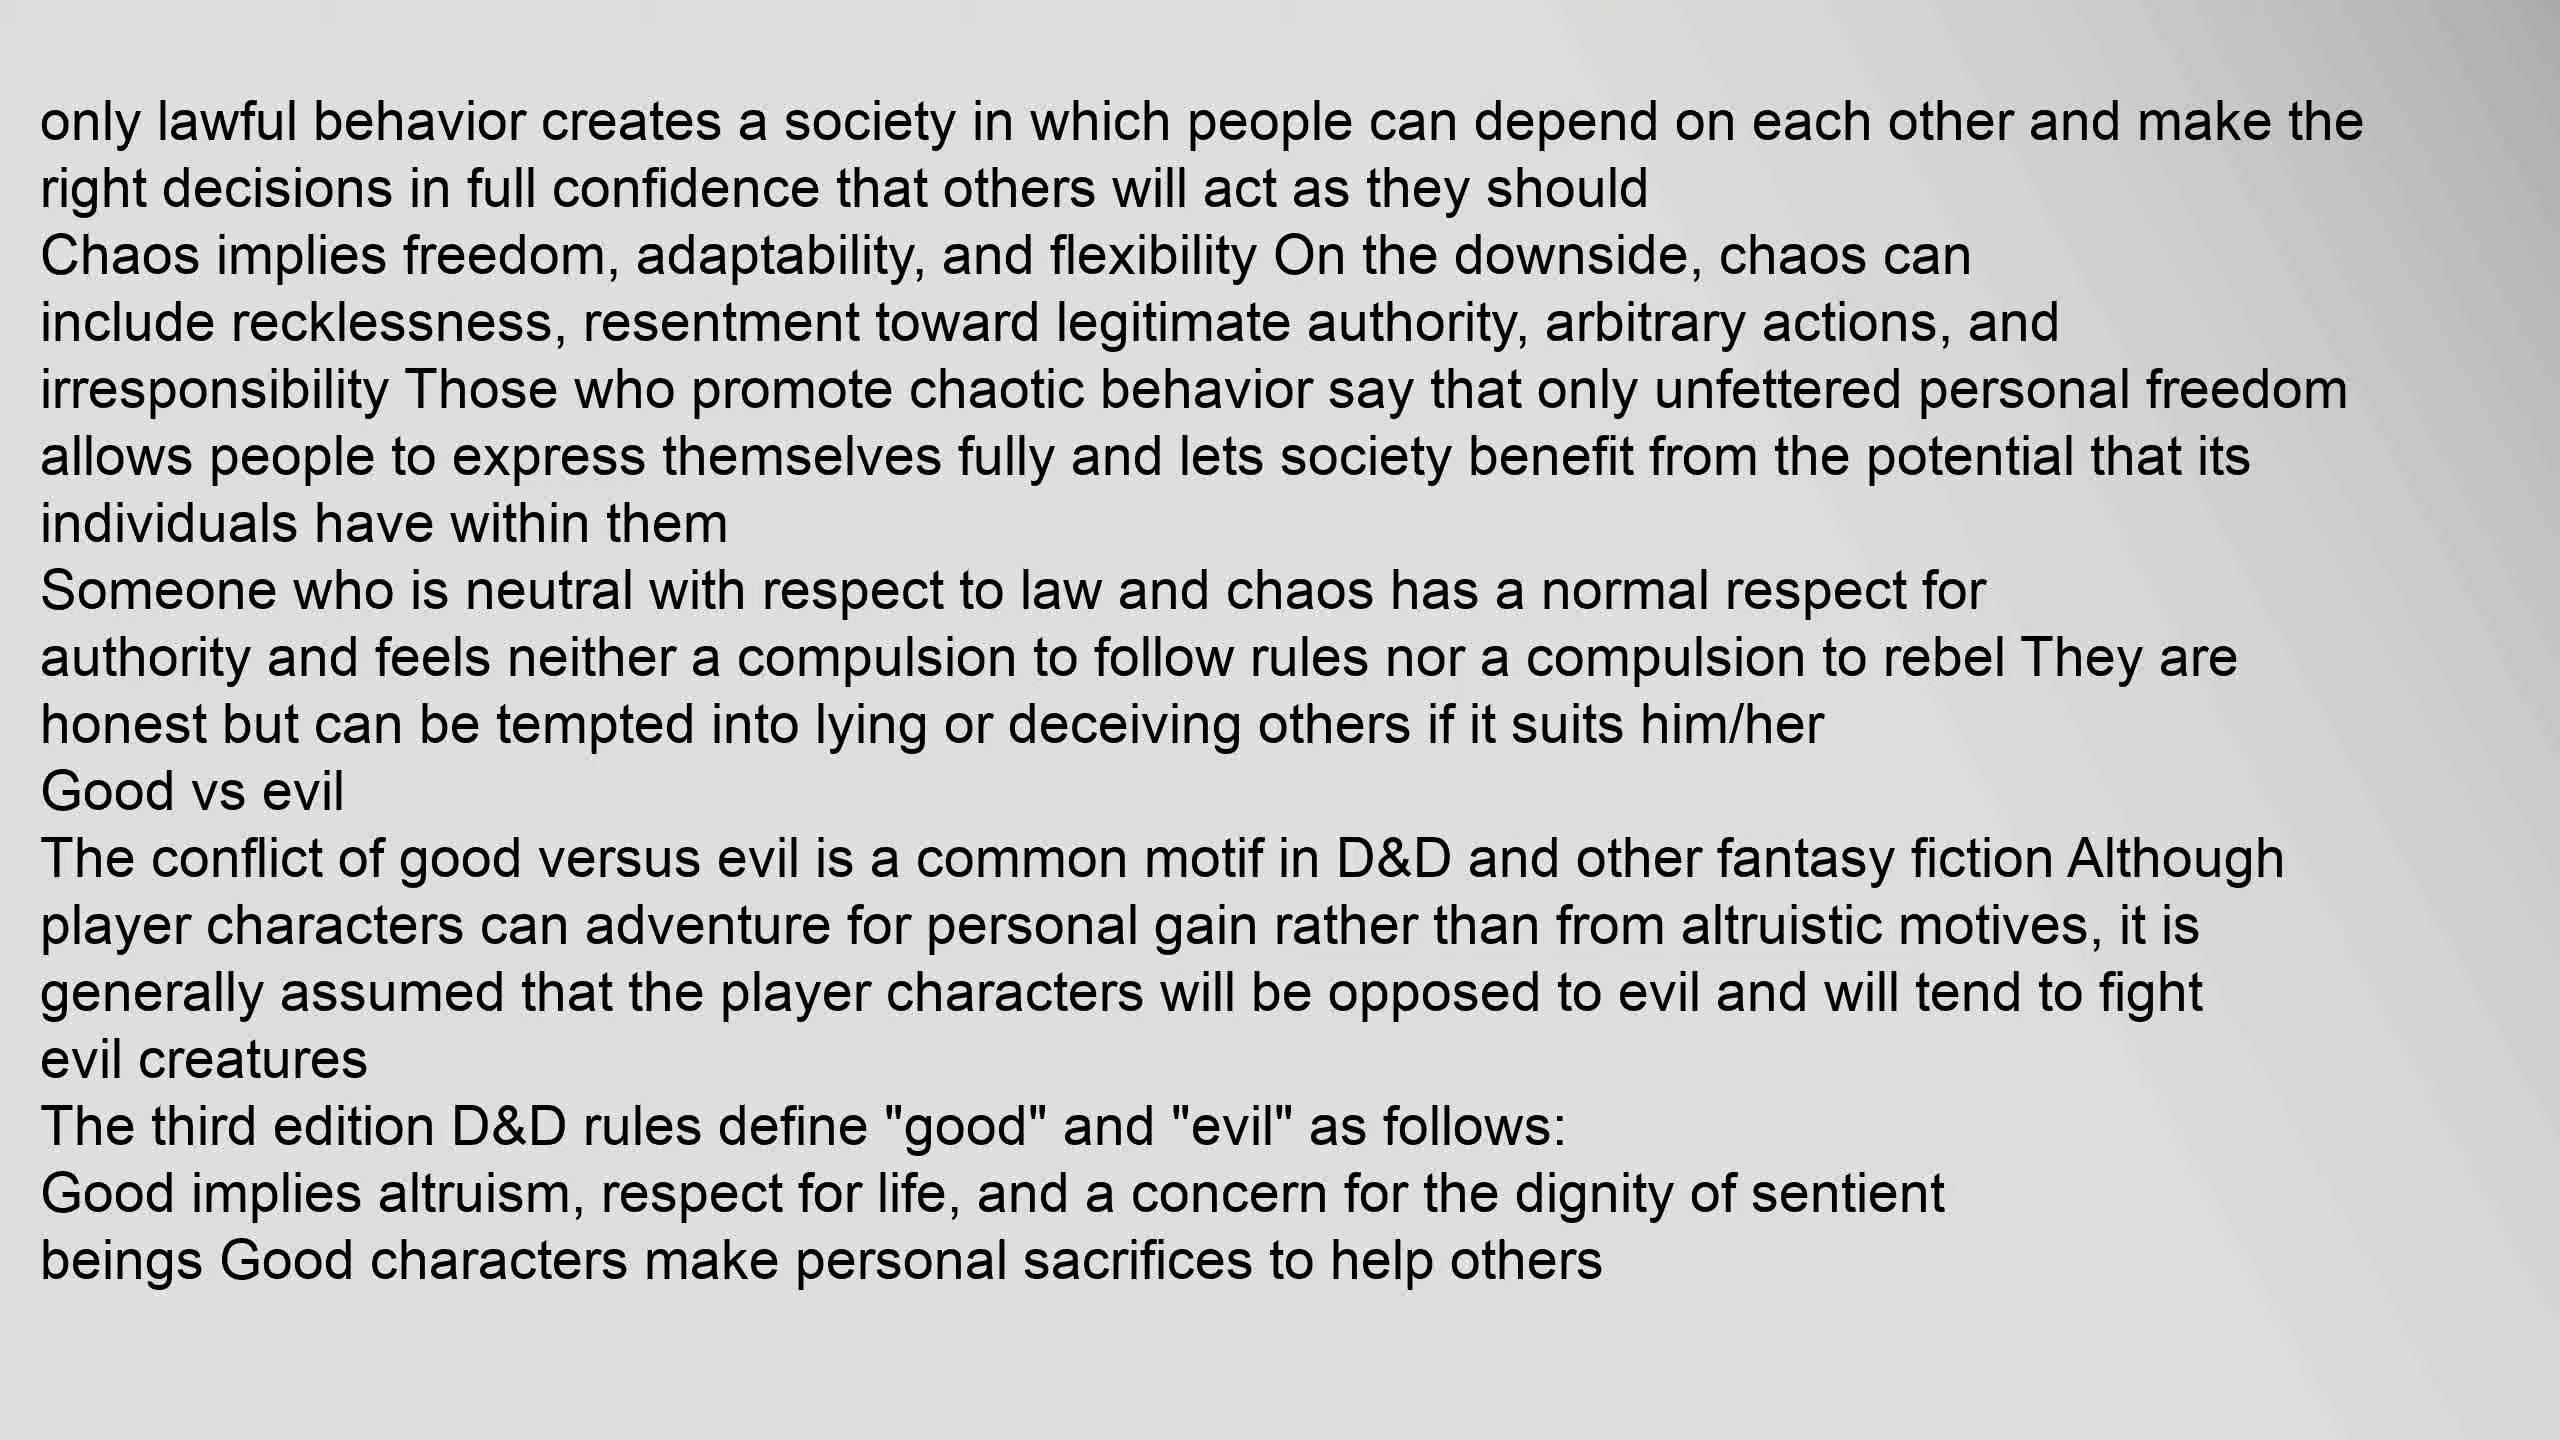 only lawful behavior creates a society in which people can depend on each other and make the
right decisions in full confidence that others will act as they should
Chaos implies freedom, adaptability, and flexibility On the downside, chaos can
include recklessness, resentment toward legitimate authority, arbitrary actions, and
irresponsibility Those who promote chaotic behavior say that only unfettered personal freedom
allows people to express themselves fully and lets society benefit from the potential that its
individuals have within them
Someone who is neutral with respect to law and chaos has a normal respect for
authority and feels neither a compulsion to follow rules nor a compulsion to rebel They are
honest but can be tempted into lying or deceiving others if it suits him/her
Good vs evil
The conflict of good versus evil is a common motif in D&D and other fantasy fiction Although
player characters can adventure for personal gain rather than from altruistic motives, it is
generally assumed that the player characters will be opposed to evil and will tend to fight
evil creatures
The third edition D&D rules define "good" and "evil" as follows:
Good implies altruism, respect for life, and a concern for the dignity of sentient
beings Good characters make personal sacrifices to help others